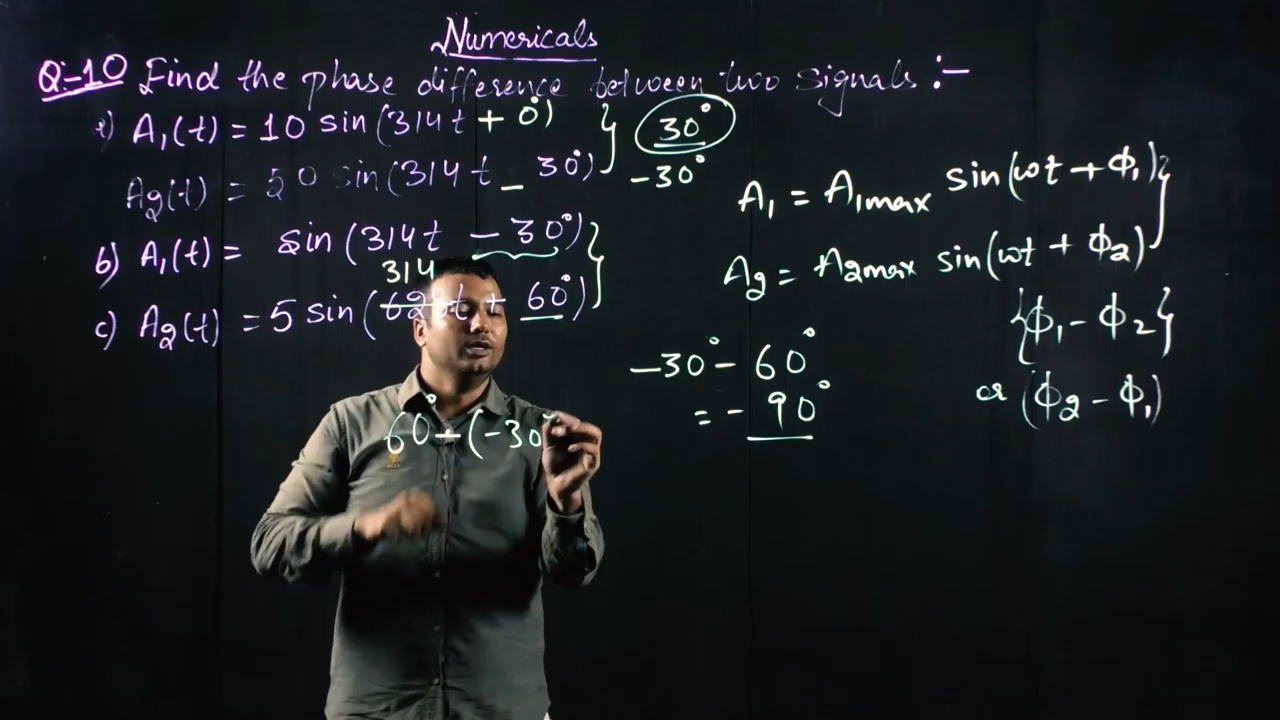 Numericals
Q:-10 Find the phase difference between two signals :-
A₁(t) = 10 sin(314t + 0°) } 30°
A₂(t) = 50 sin(314t - 30°) -30°
b) A₁(t) = sin(314t - 30°) }
314
c) A₂(t) = 5 sin(628t + 60°)
60° - (-30°
A₁ = A₁max sin(ωt + Φ₁) }
A₂ = A₂max sin(ωt + Φ₂)
{Φ₁ - Φ₂}
or (Φ₂ - Φ₁)
-30° - 60°
= - 90°